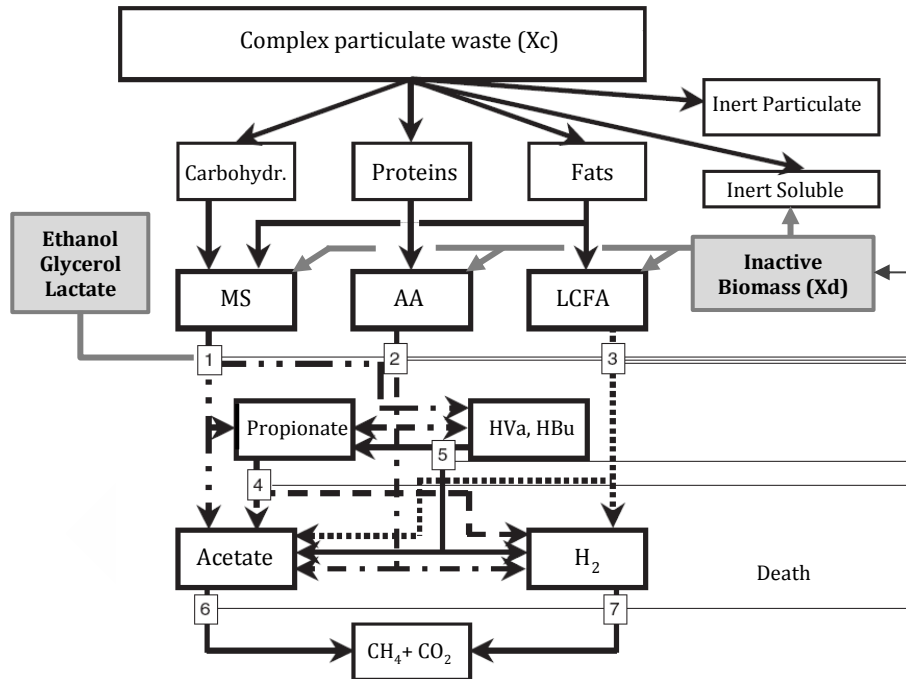 Complex particulate waste (Xc)
Inert Particulate
Carbohydr.
Proteins
Fats
Inert Soluble
Ethanol
Glycerol
Lactate
Inactive
Biomass (Xd)
MS
AA
LCFA
1
2
3
Propionate
HVa, HBu
5
4
Acetate
H₂
Death
6
7
CH₄+ CO₂